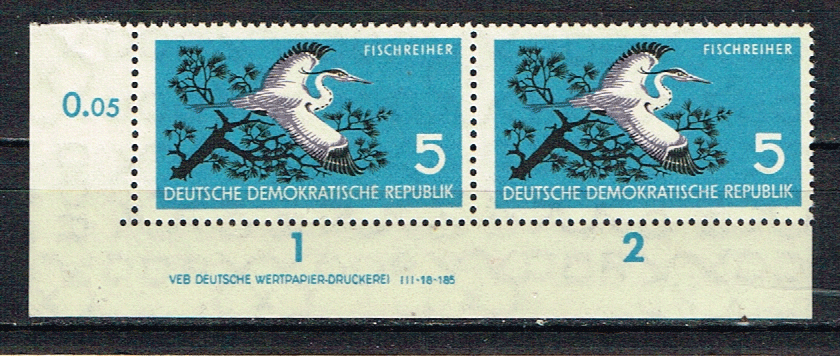 FISCHREIHER
5
DEUTSCHE DEMOKRATISCHE REPUBLIK
FISCHREIHER
5
DEUTSCHE DEMOKRATISCHE REPUBLIK
0.05
1
2
VEB DEUTSCHE WERTPAPIER-DRUCKEREI III-18-185